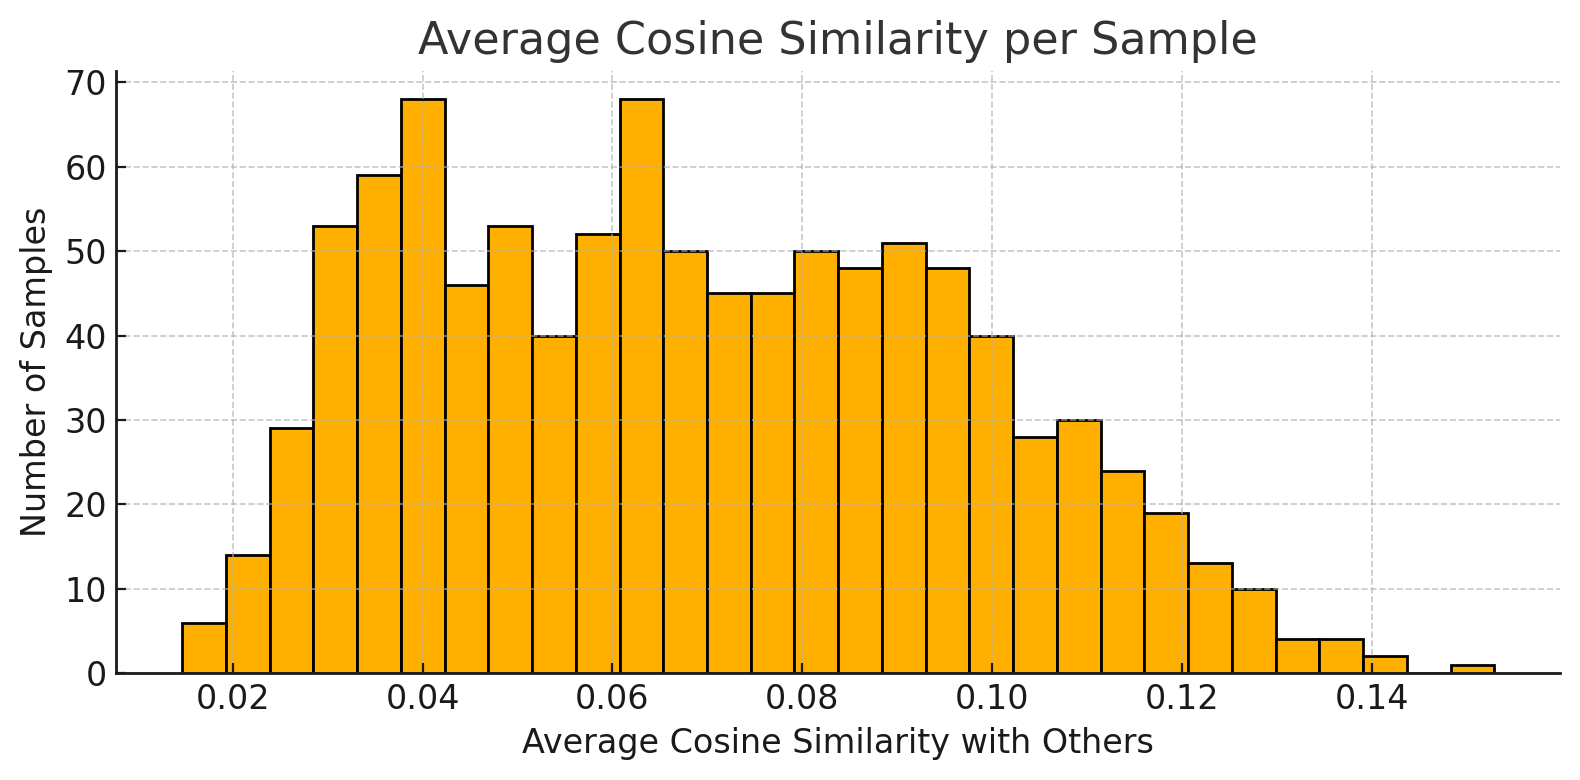 Average Cosine Similarity per Sample
70
60
50
40
30
20
10
0
Number of Samples
0.02 0.04 0.06 0.08 0.10 0.12 0.14
Average Cosine Similarity with Others